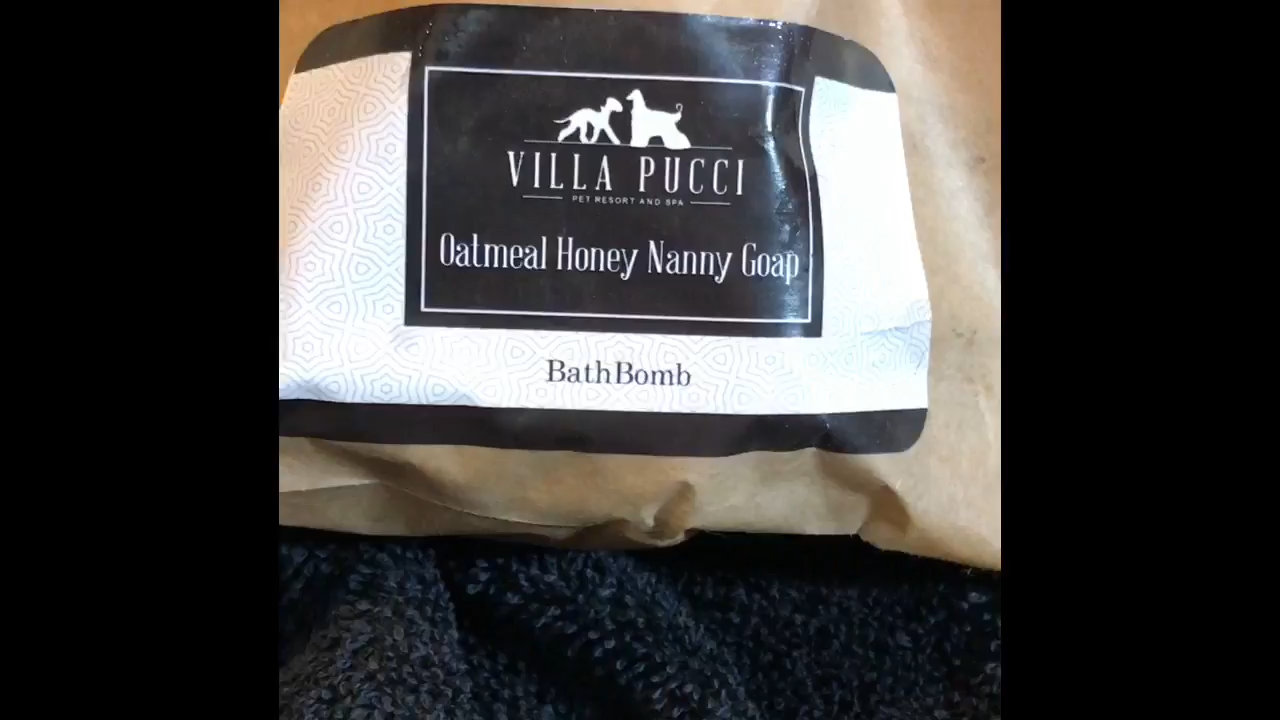 VILLA PUCCI
PET RESORT AND SPA
Oatmeal Honey Nanny Goap
BathBomb